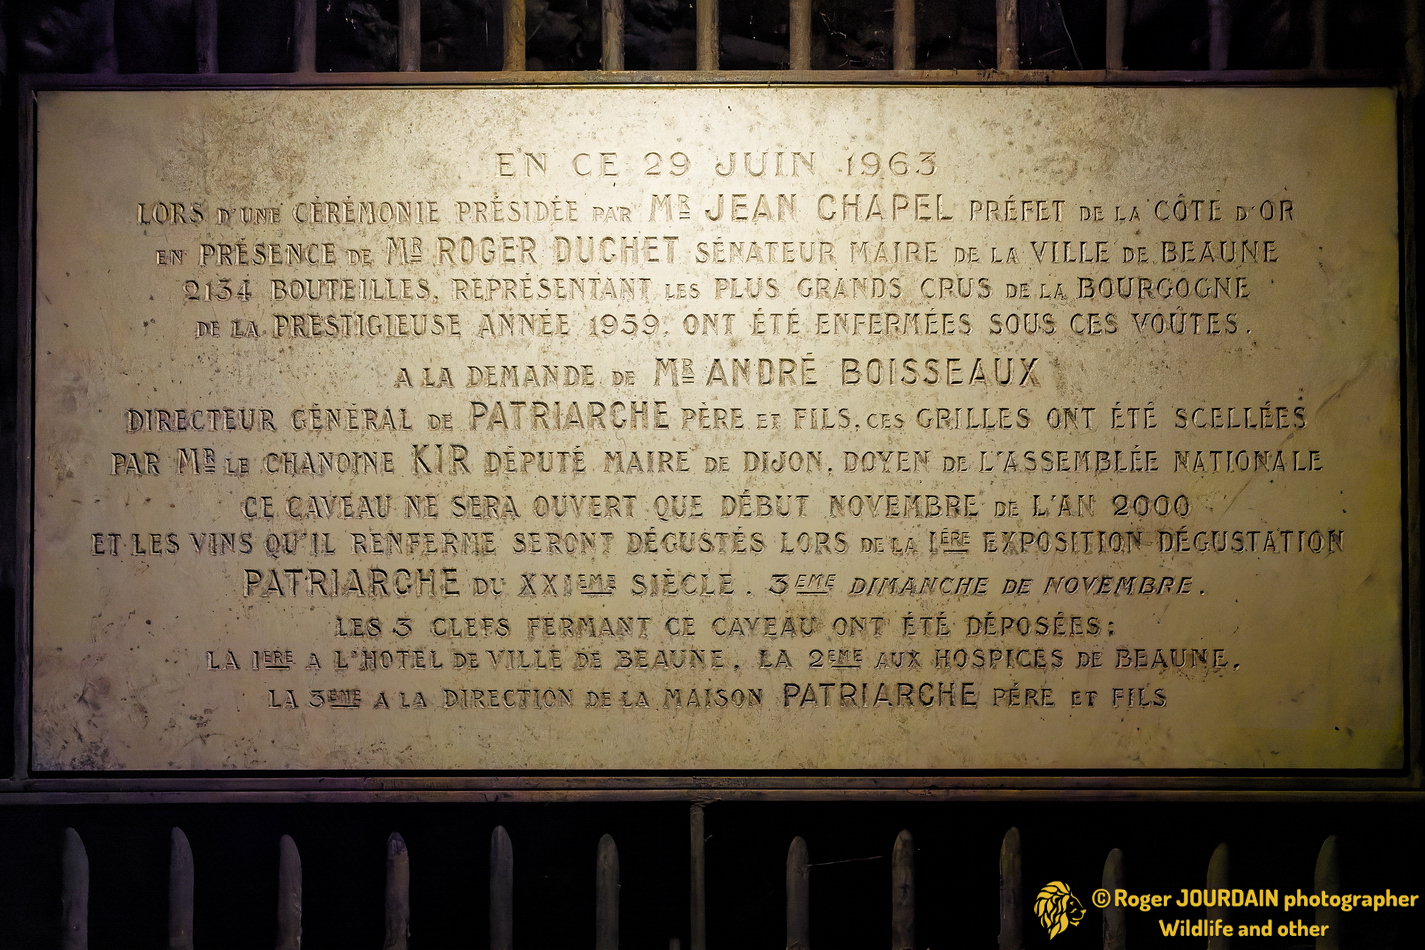 EN CE 29 JUIN 1963
LORS D'UNE CÉRÉMONIE PRÉSIDÉE PAR MR JEAN CHAPEL PRÉFET DE LA CÔTE D'OR
EN PRÉSENCE DE MR ROGER DUCHET SÉNATEUR MAIRE DE LA VILLE DE BEAUNE
2134 BOUTEILLES, REPRÉSENTANT LES PLUS GRANDS CRUS DE LA BOURGOGNE
DE LA PRESTIGIEUSE ANNÉE 1959. ONT ÉTÉ ENFERMÉES SOUS CES VOÛTES.
A LA DEMANDE DE MR ANDRÉ BOISSEAUX
DIRECTEUR GÉNÉRAL DE PATRIARCHE PÈRE ET FILS, CES GRILLES ONT ÉTÉ SCELLÉES
PAR MR LE CHANOINE KIR DÉPUTÉ MAIRE DE DIJON, DOYEN DE L'ASSEMBLÉE NATIONALE
CE CAVEAU NE SERA OUVERT QUE DÉBUT NOVEMBRE DE L'AN 2000
ET LES VINS QU'IL RENFERME SERONT DÉGUSTÉS LORS DE LA 1ÈRE EXPOSITION-DÉGUSTATION
PATRIARCHE DU XXIEME SIÈCLE. 3EME DIMANCHE DE NOVEMBRE.
LES 3 CLEFS FERMANT CE CAVEAU ONT ÉTÉ DÉPOSÉES:
LA 1ERE A L'HOTEL DE VILLE DE BEAUNE, LA 2EME AUX HOSPICES DE BEAUNE,
LA 3EME A LA DIRECTION DE LA MAISON PATRIARCHE PÉRE ET FILS
©Roger JOURDAIN photographer
Wildlife and other